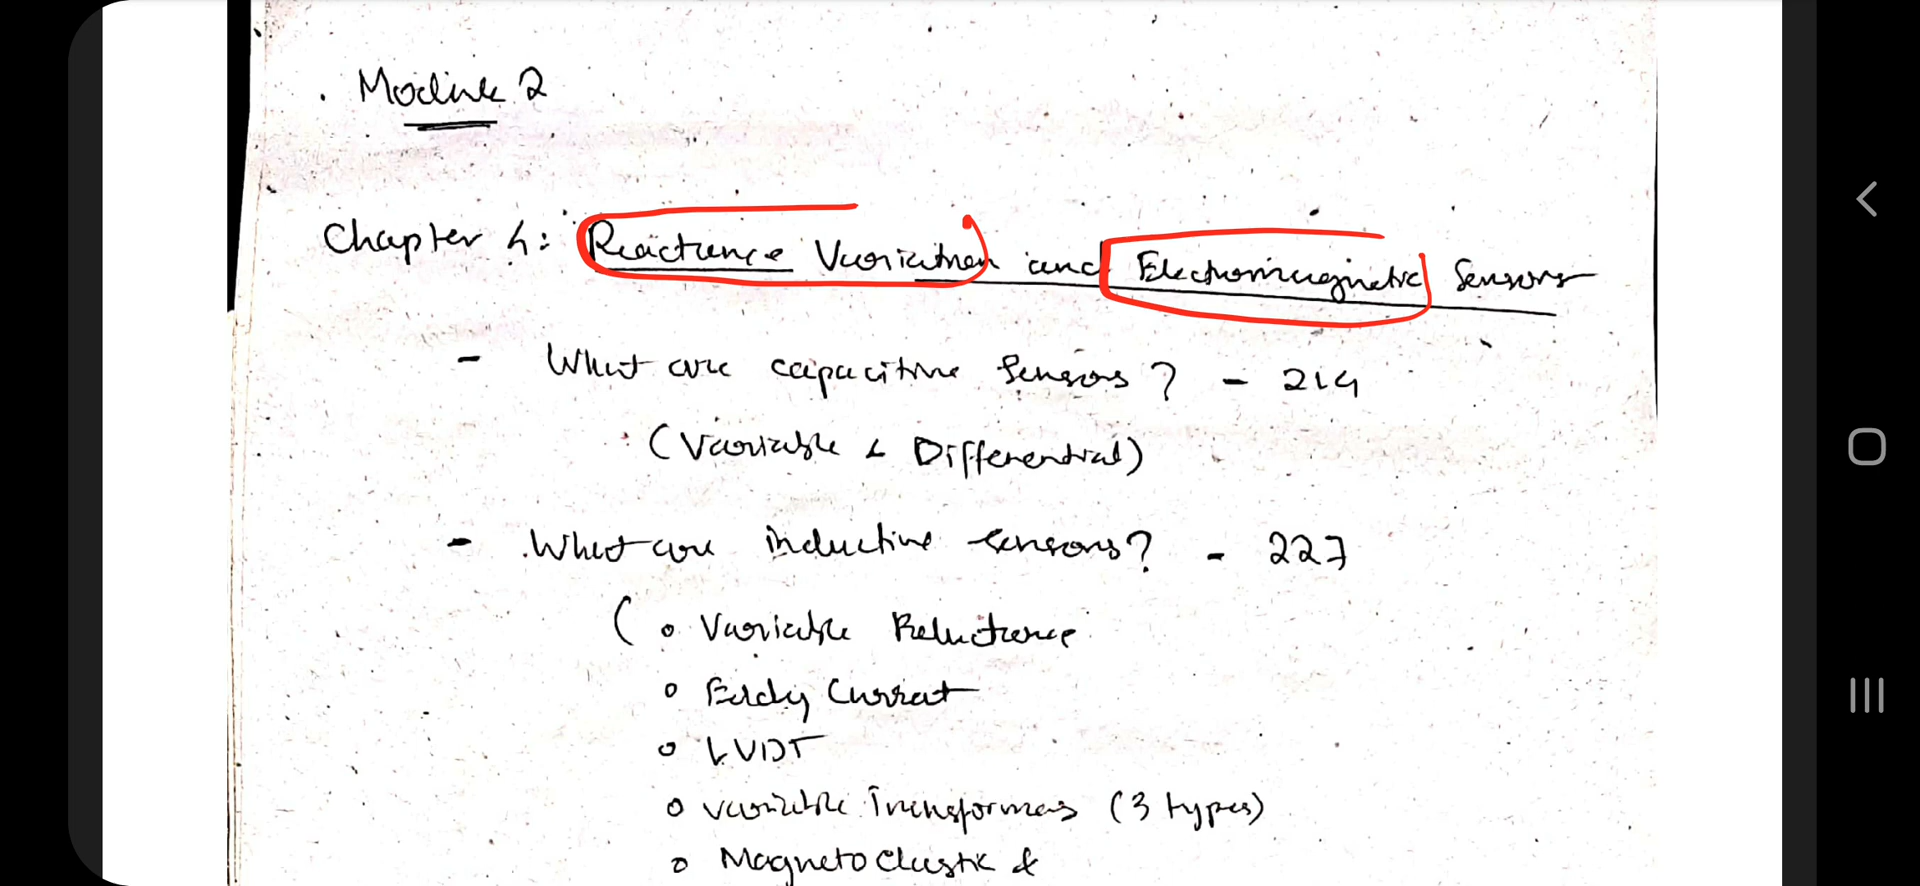 Module 2
Chapter 4: Reactance Variation and Electromagnetic Sensors
- What are capacitive sensors? - 214
(Variable & Differential)
- What are inductive sensors? - 227
( o Variable Reluctance
o Eddy Current
o LVDT
o Variable Transformers (3 types)
o Magneto elastic &